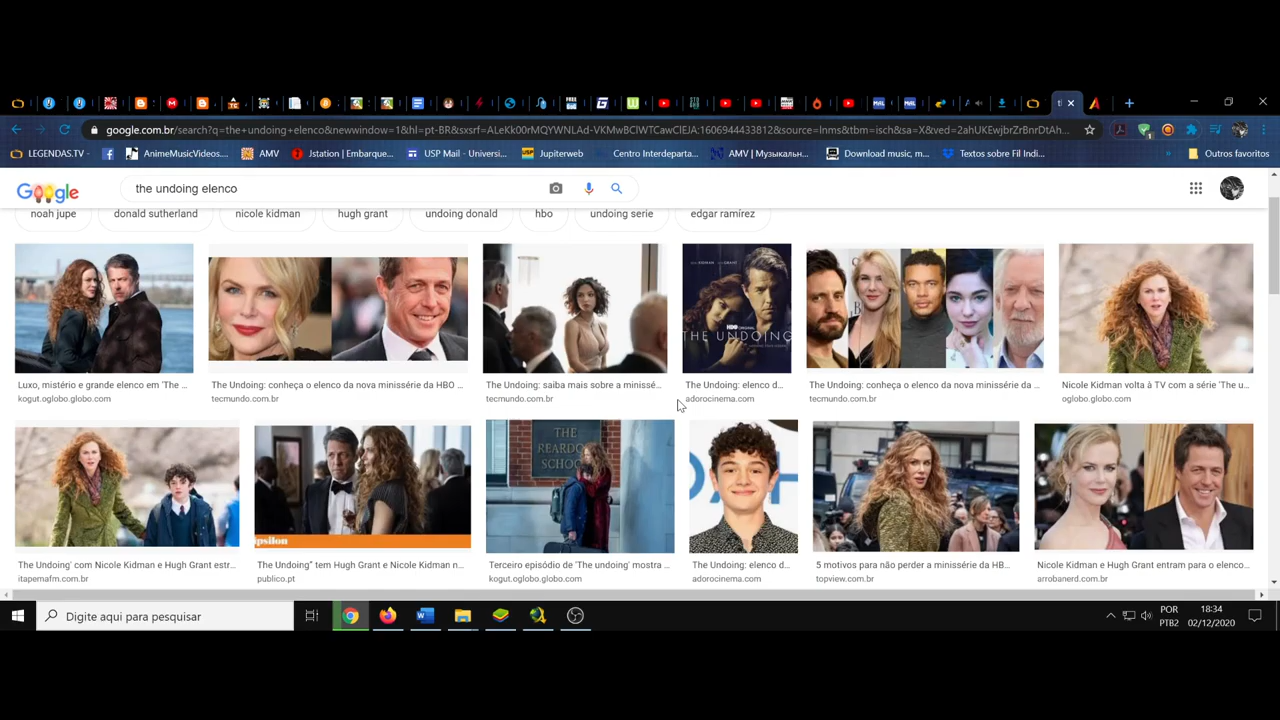 google.com.br/search?q=the+undoing+elenco&newwindow=1&hl=pt-BR&sxsrf=ALeKk00rMQYWNLAd-VKMwBClWTCawClEJA:1606944433812&source=lnms&tbm=isch&sa=X&ved=2ahUKEwjbrZrBnrDtAh...
LEGENDAS.TV AnimeMusicVideos.... AMV Jstation | Embarque... USP Mail - Universi... Jupiterweb Centro Interdeparta... AMV | Музыкальн... Download music, m... Textos sobre Fil Indi... Outros favoritos
Google the undoing elenco
noah jupe donald sutherland nicole kidman hugh grant undoing donald hbo undoing serie edgar ramírez
HBO ORIGINAL
THE UNDOING
Luxo, mistério e grande elenco em 'The ... The Undoing: conheça o elenco da nova minissérie da HBO ... The Undoing: saiba mais sobre a minissé... The Undoing: elenco d... The Undoing: conheça o elenco da nova minissérie da ... Nicole Kidman volta à TV com a série 'The u...
kogut.oglobo.globo.com tecmundo.com.br tecmundo.com.br adorocinema.com tecmundo.com.br oglobo.globo.com
THE
REARDON
SCHOOL
ipsilon
The Undoing' com Nicole Kidman e Hugh Grant estr... The Undoing" tem Hugh Grant e Nicole Kidman n... Terceiro episódio de 'The undoing' mostra ... The Undoing: elenco d... 5 motivos para não perder a minissérie da HB... Nicole Kidman e Hugh Grant entram para o elenco...
itapemafm.com.br publico.pt kogut.oglobo.globo.com adorocinema.com topview.com.br arrobanerd.com.br
Digite aqui para pesquisar POR 18:34
PTB2 02/12/2020